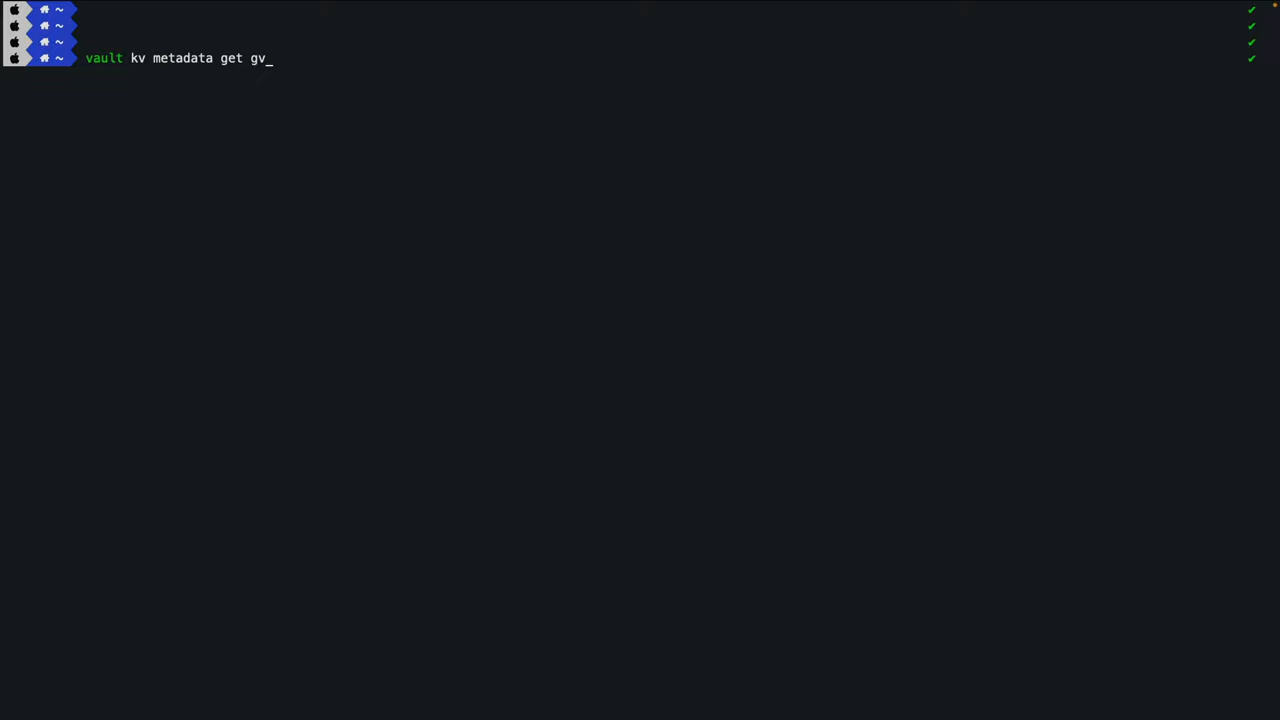 ~
~
~
~ vault kv metadata get gv_